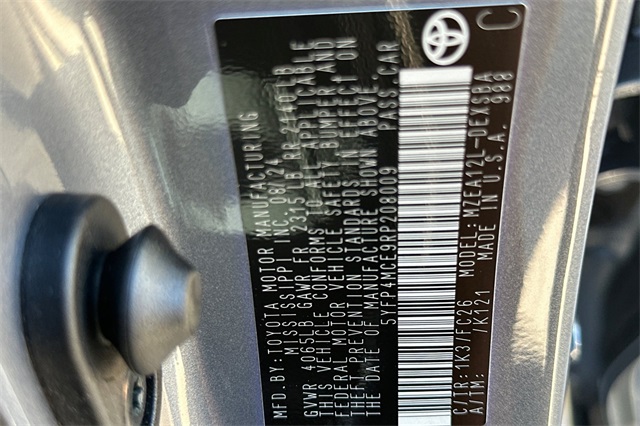 MFD. BY: TOYOTA MOTOR MANUFACTURING
MISSISSIPPI INC. 08/24
GVWR 4065LB GAWR FR 2315 LB RR 2140LB
THIS VEHICLE CONFORMS TO ALL APPLICABLE
FEDERAL MOTOR VEHICLE SAFETY BUMPER AND
THEFT PREVENTION STANDARDS IN EFFECT ON
THE DATE OF MANUFACTURE SHOWN ABOVE.
5YFP4MCE9RP208009 PASS. CAR
C/TR: 1K3/FC26 MZEA12L-DEXSBA
A/TM: /K121 MADE IN U.S.A. 988
C